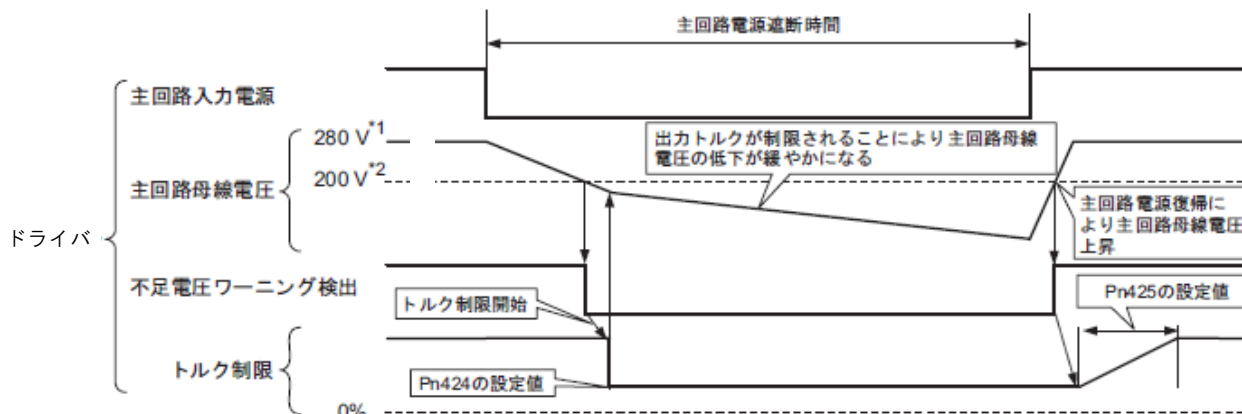 主回路電源遮断時間
主回路入力電源
280 V*1
出力トルクが制限されることにより主回路母線
電圧の低下が緩やかになる
主回路母線電圧
200 V*2
主回路電源復帰に
より主回路母線電圧
上昇
ドライバ
不足電圧ワーニング検出
トルク制限開始
Pn425の設定値
トルク制限
Pn424の設定値
0%